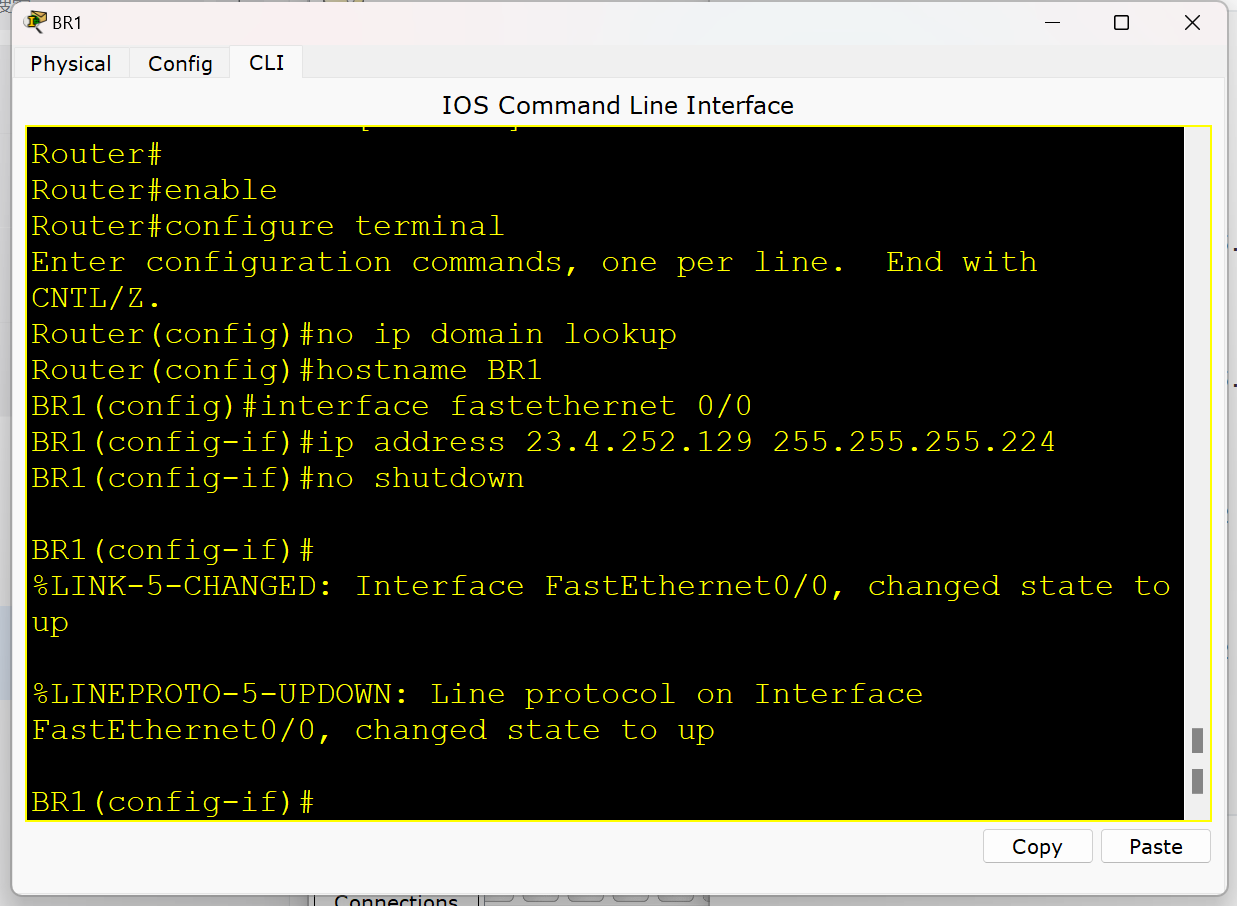 BR1
Physical Config CLI
IOS Command Line Interface
Router#
Router#enable
Router#configure terminal
Enter configuration commands, one per line.  End with
CNTL/Z.
Router(config)#no ip domain lookup
Router(config)#hostname BR1
BR1(config)#interface fastethernet 0/0
BR1(config-if)#ip address 23.4.252.129 255.255.255.224
BR1(config-if)#no shutdown
BR1(config-if)#
%LINK-5-CHANGED: Interface FastEthernet0/0, changed state to
up
%LINEPROTO-5-UPDOWN: Line protocol on Interface
FastEthernet0/0, changed state to up
BR1(config-if)#
Copy Paste
Connections